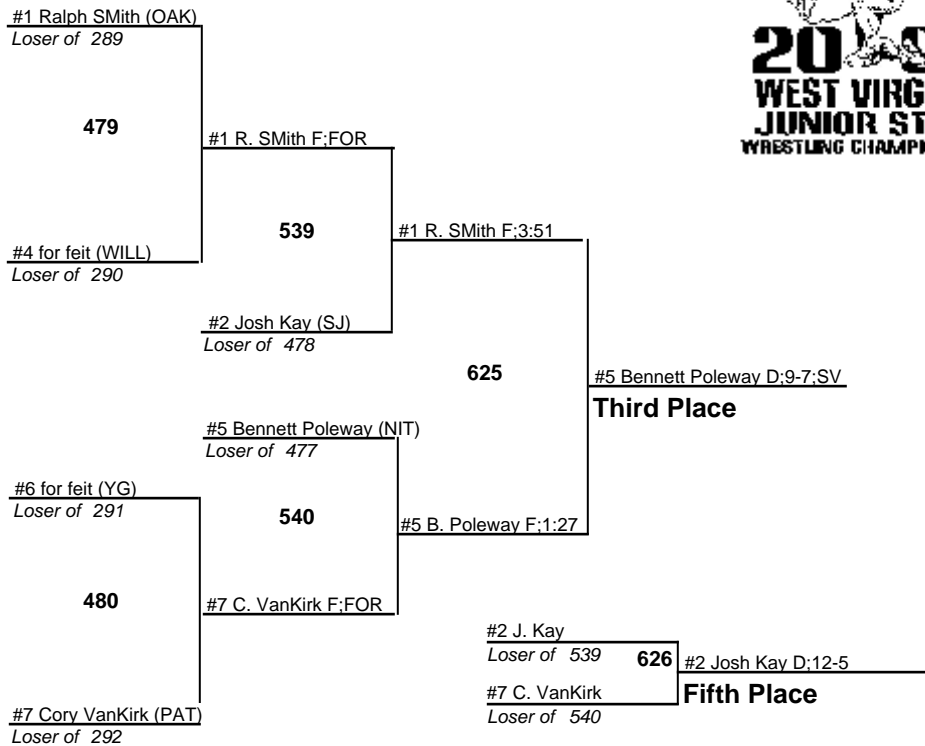 #1 Ralph SMith (OAK)
Loser of 289
479
#1 R. SMith F;FOR
#4 for feit (WILL)
Loser of 290
539
#1 R. SMith F;3:51
#2 Josh Kay (SJ)
Loser of 478
625
#5 Bennett Poleway D;9-7;SV
Third Place
#5 Bennett Poleway (NIT)
Loser of 477
#6 for feit (YG)
Loser of 291
540
#5 B. Poleway F;1:27
480
#7 C. VanKirk F;FOR
#7 Cory VanKirk (PAT)
Loser of 292
#2 J. Kay
Loser of 539
626
#2 Josh Kay D;12-5
#7 C. VanKirk
Fifth Place
Loser of 540
20
WEST VIRG
JUNIOR ST
WRESTLING CHAMP